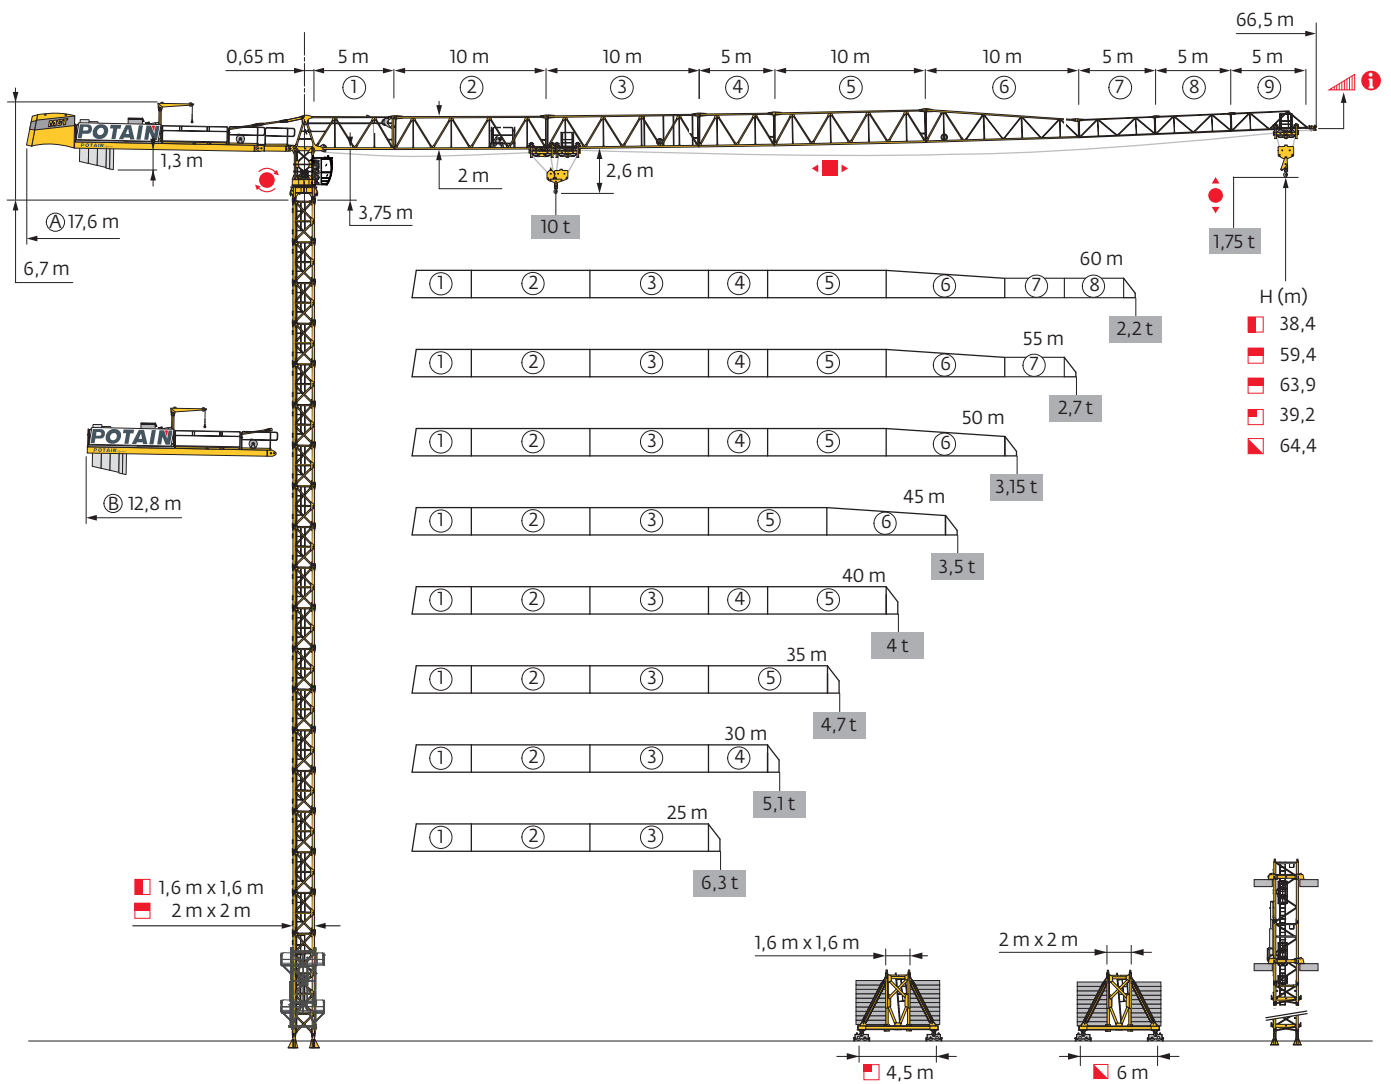 66,5 m
0,65 m 5 m 10 m 10 m 5 m 10 m 10 m 5 m 5 m 5 m
1 2 3 4 5 6 7 8 9
i
POTAIN
POTAIN
1,3 m
2 m
2,6 m
3,75 m
A 17,6 m
6,7 m
10 t
1,75 t
60 m
1 2 3 4 5 6 7 8
2,2 t
H (m)
38,4
59,4
63,9
39,2
64,4
55 m
1 2 3 4 5 6 7
2,7 t
50 m
1 2 3 4 5 6
3,15 t
POTAIN
POTAIN
B 12,8 m
45 m
1 2 3 5 6
3,5 t
40 m
1 2 3 4 5
4 t
35 m
1 2 3 5
4,7 t
30 m
1 2 3 4
5,1 t
25 m
1 2 3
6,3 t
1,6 m x 1,6 m
2 m x 2 m
1,6 m x 1,6 m
2 m x 2 m
4,5 m
6 m